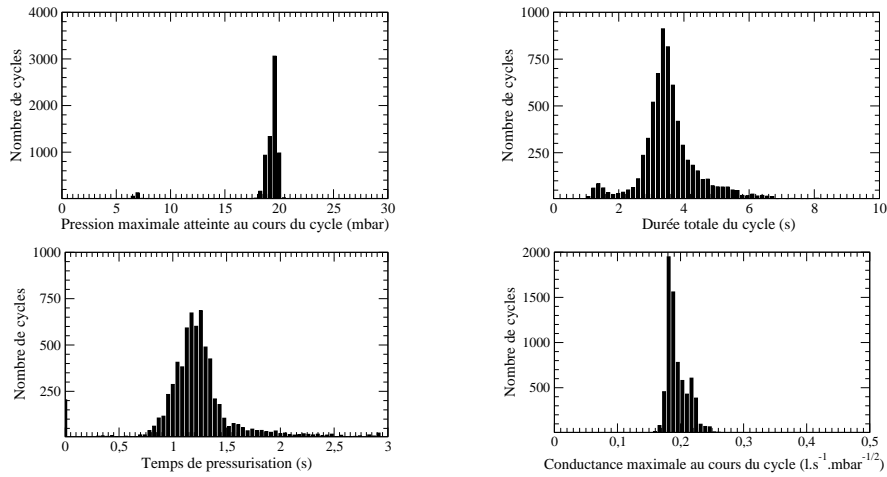 4000
3000
2000
1000
0 5 10 15 20 25 30
Nombre de cycles
Pression maximale atteinte au cours du cycle (mbar)
1000
750
500
250
0 2 4 6 8 10
Nombre de cycles
Durée totale du cycle (s)
1000
750
500
250
0 0,5 1 1,5 2 2,5 3
Nombre de cycles
Temps de pressurisation (s)
2000
1500
1000
500
0 0,1 0,2 0,3 0,4 0,5
Nombre de cycles
Conductance maximale au cours du cycle (l.s⁻¹.mbar⁻¹ᐟ²)